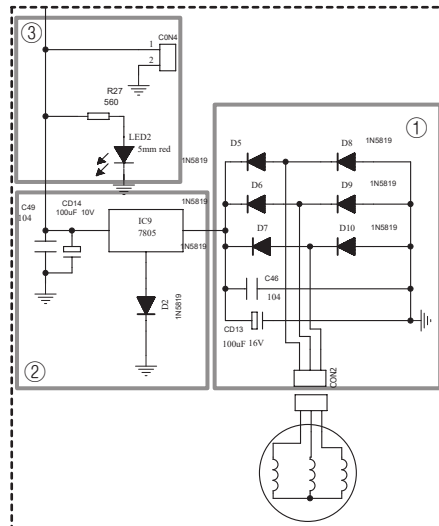 ③
CON4
1
2
R27
560
LED2
5mm red
1N5819
①
D5
D8
1N5819
D6
D9
1N5819
D7
D10
1N5819
C46
104
CD13
100uF 16V
CON2
1N5819
C49
104
CD14
100uF 10V
IC9
7805
1N5819
D2
1N5819
②